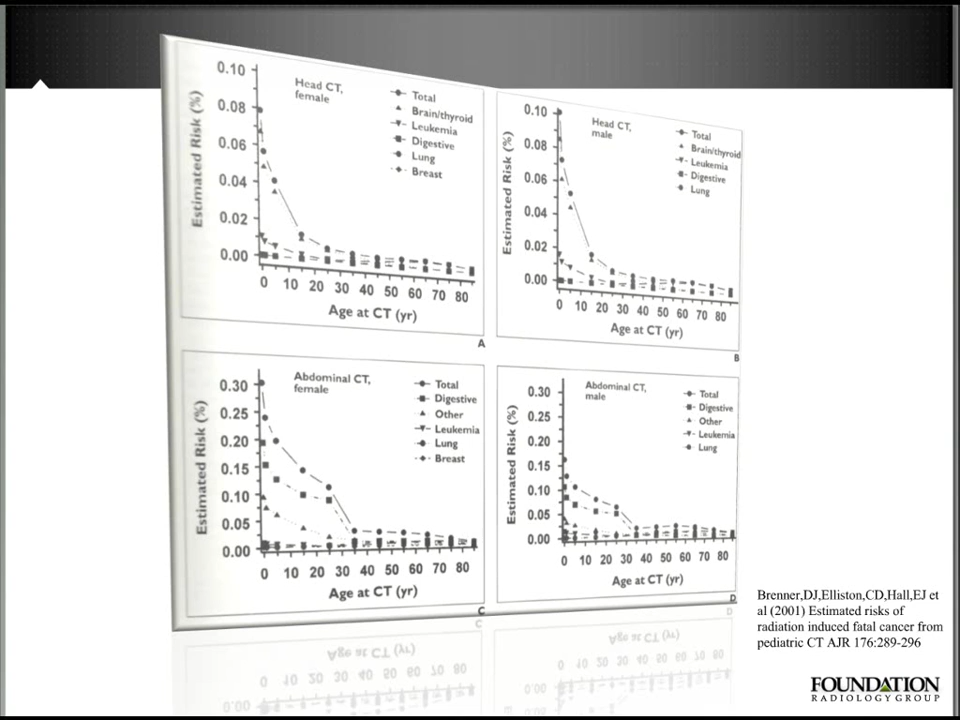 0.10
0.08
0.06
0.04
0.02
0.00
Estimated Risk (%)
Head CT,
female
Total
Brain/thyroid
Leukemia
Digestive
Lung
Breast
0 10 20 30 40 50 60 70 80
Age at CT (yr)
A
0.10
0.08
0.06
0.04
0.02
0.00
Estimated Risk (%)
Head CT,
male
Total
Brain/thyroid
Leukemia
Digestive
Lung
0 10 20 30 40 50 60 70 80
Age at CT (yr)
B
0.30
0.25
0.20
0.15
0.10
0.05
0.00
Estimated Risk (%)
Abdominal CT,
female
Total
Digestive
Other
Leukemia
Lung
Breast
0 10 20 30 40 50 60 70 80
Age at CT (yr)
C
0.30
0.25
0.20
0.15
0.10
0.05
0.00
Estimated Risk (%)
Abdominal CT,
male
Total
Digestive
Other
Leukemia
Lung
0 10 20 30 40 50 60 70 80
Age at CT (yr)
D
Brenner,DJ,Elliston,CD,Hall,EJ et
al (2001) Estimated risks of
radiation induced fatal cancer from
pediatric CT AJR 176:289-296
FOUNDATION
RADIOLOGY GROUP